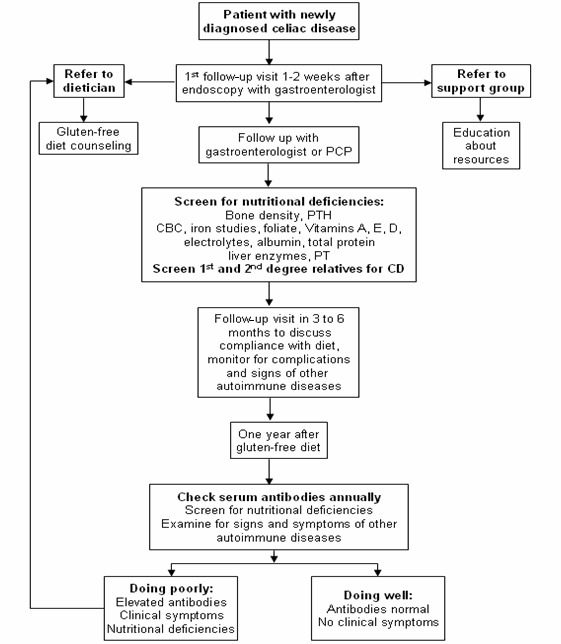 Patient with newly
diagnosed celiac disease
Refer to
dietician
1st follow-up visit 1-2 weeks after
endoscopy with gastroenterologist
Refer to
support group
Gluten-free
diet counseling
Follow up with
gastroenterologist or PCP
Education
about
resources
Screen for nutritional deficiencies:
Bone density, PTH
CBC, iron studies, foliate, Vitamins A, E, D,
electrolytes, albumin, total protein
liver enzymes, PT
Screen 1st and 2nd degree relatives for CD
Follow-up visit in 3 to 6
months to discuss
compliance with diet,
monitor for complications
and signs of other
autoimmune diseases
One year after
gluten-free diet
Check serum antibodies annually
Screen for nutritional deficiencies
Examine for signs and symptoms of other
autoimmune diseases
Doing poorly:
Elevated antibodies
Clinical symptoms
Nutritional deficiencies
Doing well:
Antibodies normal
No clinical symptoms